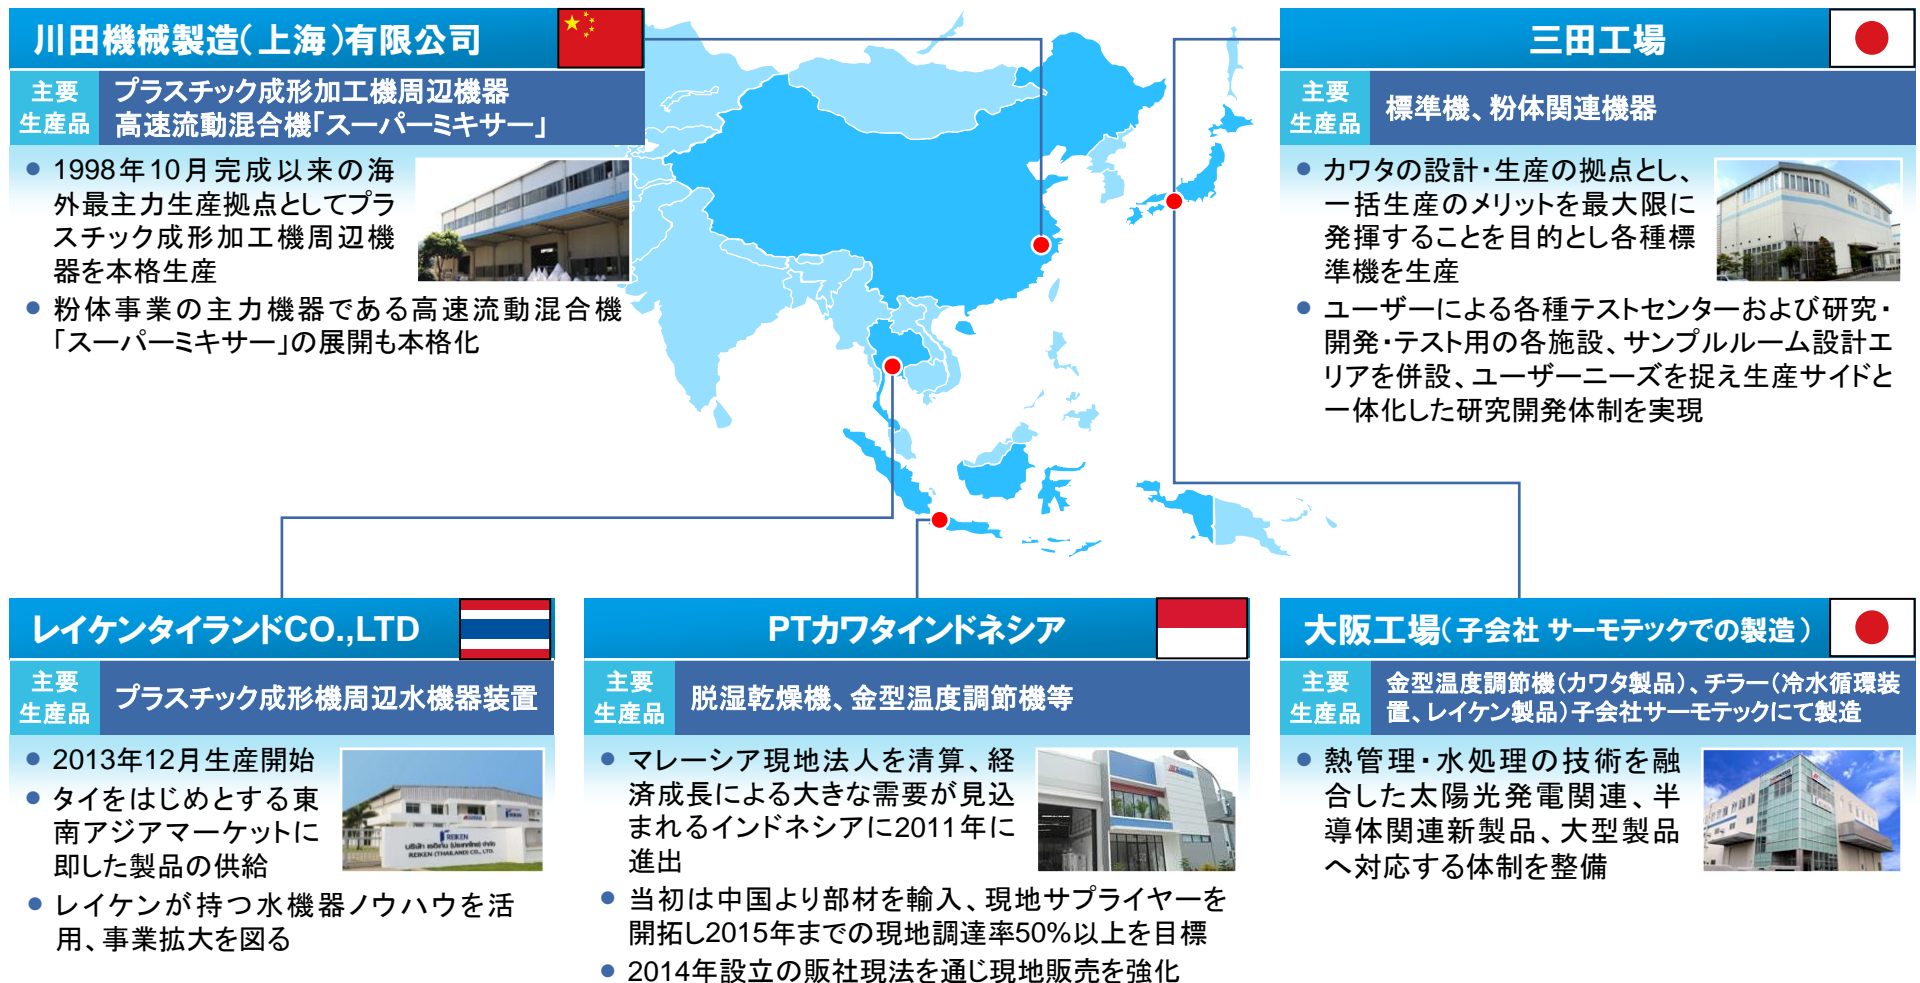 川田機械製造(上海)有限公司
主要
生産品
プラスチック成形加工機周辺機器
高速流動混合機「スーパーミキサー」
● 1998年10月完成以来の海
外最主力生産拠点としてプラ
スチック成形加工機周辺機
器を本格生産
● 粉体事業の主力機器である高速流動混合機
「スーパーミキサー」の展開も本格化
三田工場
主要
生産品
標準機、粉体関連機器
● カワタの設計・生産の拠点とし、
一括生産のメリットを最大限に
発揮することを目的とし各種標
準機を生産
● ユーザーによる各種テストセンターおよび研究・
開発・テスト用の各施設、サンプルルーム設計エ
リアを併設、ユーザーニーズを捉え生産サイドと
一体化した研究開発体制を実現
レイケンタイランドCO.,LTD
主要
生産品
プラスチック成形機周辺水機器装置
● 2013年12月生産開始
● タイをはじめとする東
南アジアマーケットに
即した製品の供給
● レイケンが持つ水機器ノウハウを活
用、事業拡大を図る
REIKEN
REIKEN (THAILAND) CO., LTD.
PTカワタインドネシア
主要
生産品
脱湿乾燥機、金型温度調節機等
● マレーシア現地法人を清算、経
済成長による大きな需要が見込
まれるインドネシアに2011年に
進出
● 当初は中国より部材を輸入、現地サプライヤーを
開拓し2015年までの現地調達率50%以上を目標
● 2014年設立の販社現法を通じ現地販売を強化
大阪工場(子会社 サーモテックでの製造)
主要
生産品
金型温度調節機(カワタ製品)、チラー(冷水循環装
置、レイケン製品)子会社サーモテックにて製造
● 熱管理・水処理の技術を融
合した太陽光発電関連、半
導体関連新製品、大型製品
へ対応する体制を整備